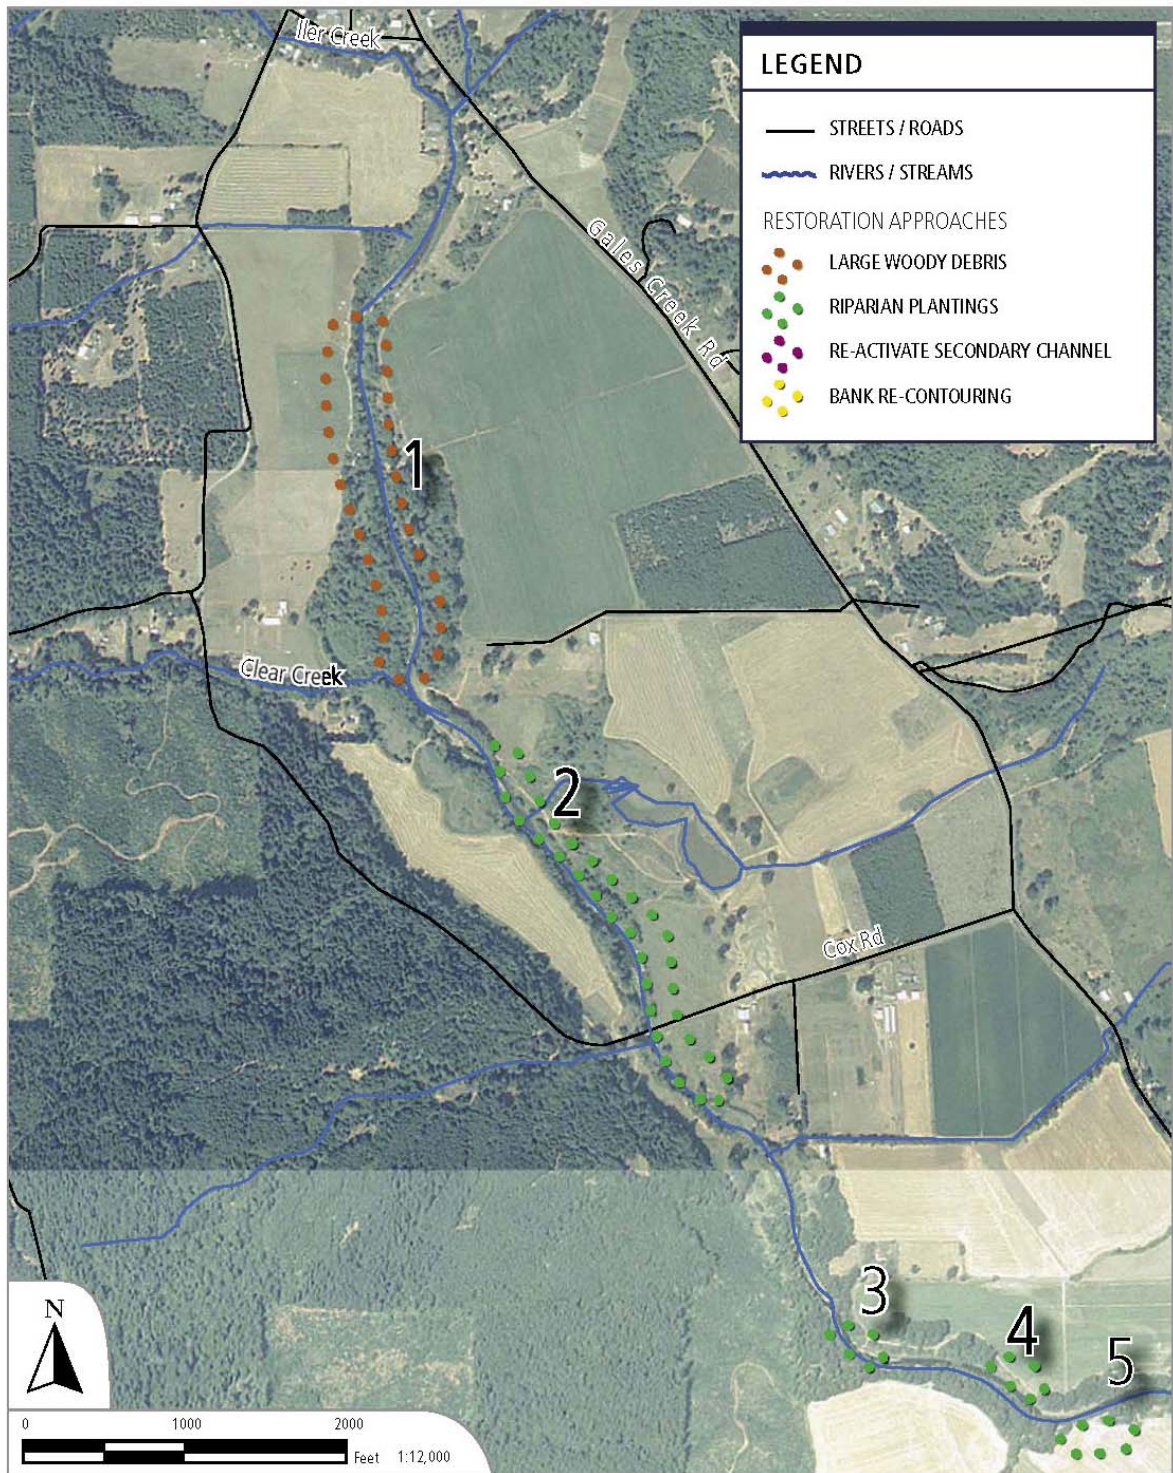 Iler Creek
LEGEND
STREETS / ROADS
RIVERS / STREAMS
RESTORATION APPROACHES
LARGE WOODY DEBRIS
RIPARIAN PLANTINGS
RE-ACTIVATE SECONDARY CHANNEL
BANK RE-CONTOURING
Gales Creek Rd
1
Clear Creek
2
Cox Rd
3
4
5
N
0 1000 2000
Feet 1:12,000